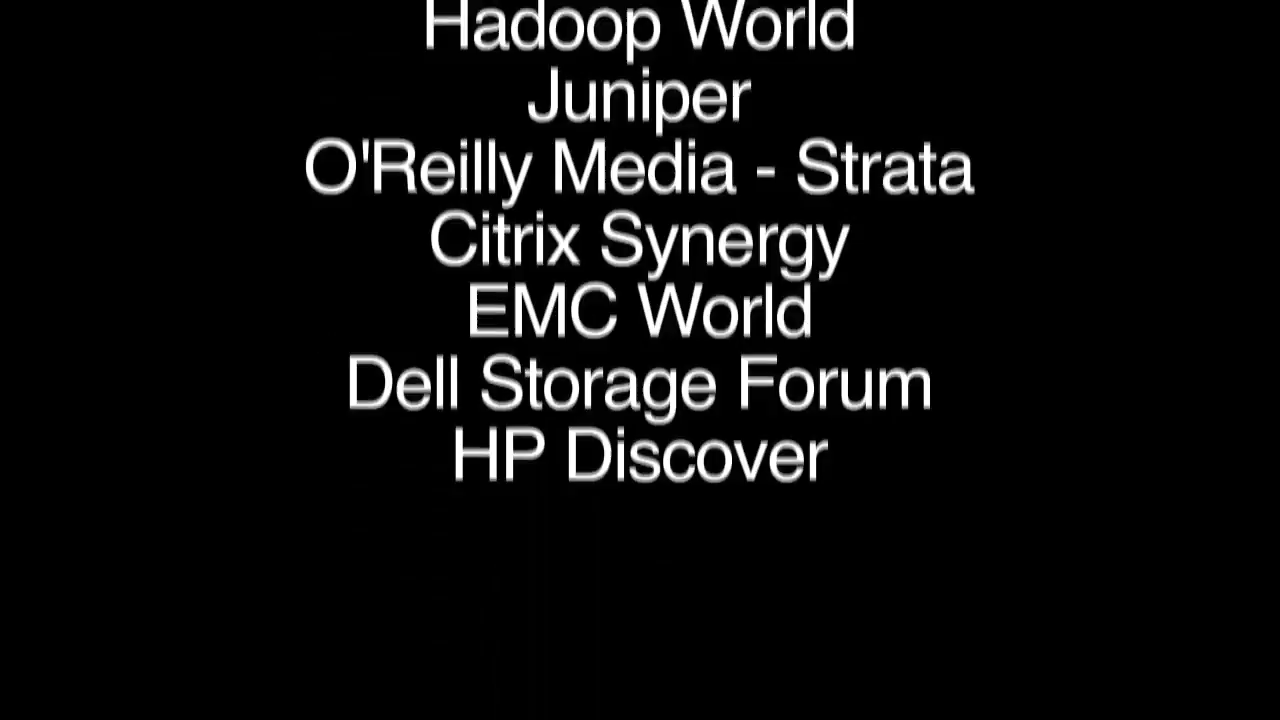 Hadoop World
Juniper
O'Reilly Media - Strata
Citrix Synergy
EMC World
Dell Storage Forum
HP Discover